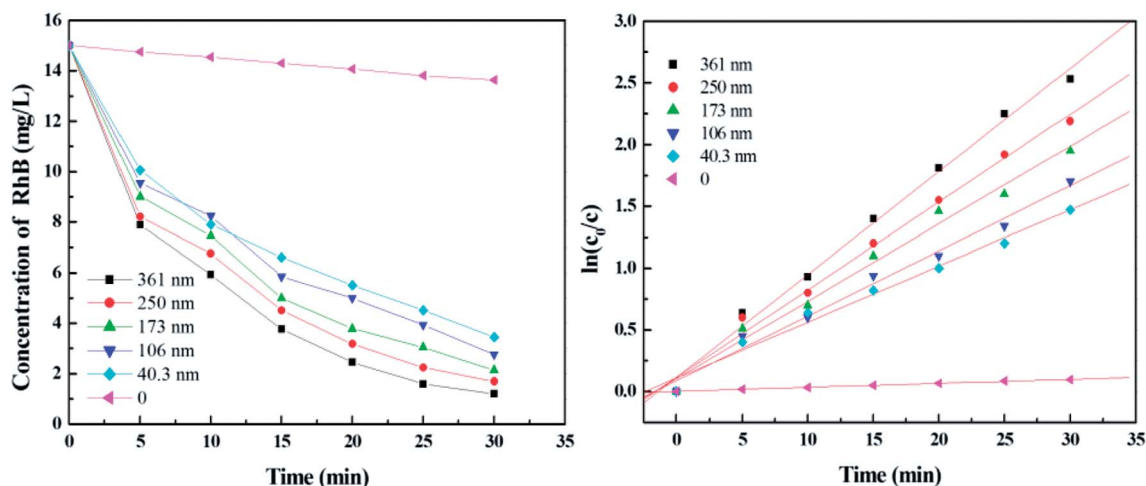 Concentration of RhB (mg/L)
16
14
12
10
8
6
4
2
0
361 nm
250 nm
173 nm
106 nm
40.3 nm
0
0 5 10 15 20 25 30 35
Time (min)
ln(c₀/c)
3.0
2.5
2.0
1.5
1.0
0.5
0.0
361 nm
250 nm
173 nm
106 nm
40.3 nm
0
0 5 10 15 20 25 30 35
Time (min)